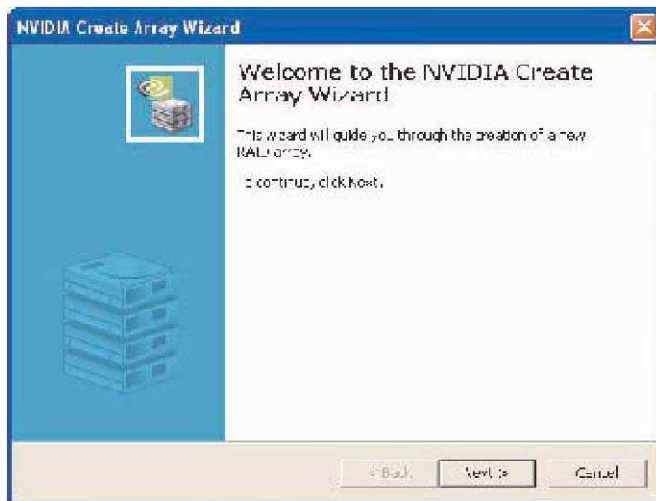 NVIDIA Create Array Wizard
Welcome to the NVIDIA Create
Array Wizard
This wizard will guide you through the creation of a new
RAID array.
To continue, click Next.
< Back
Next >
Cancel